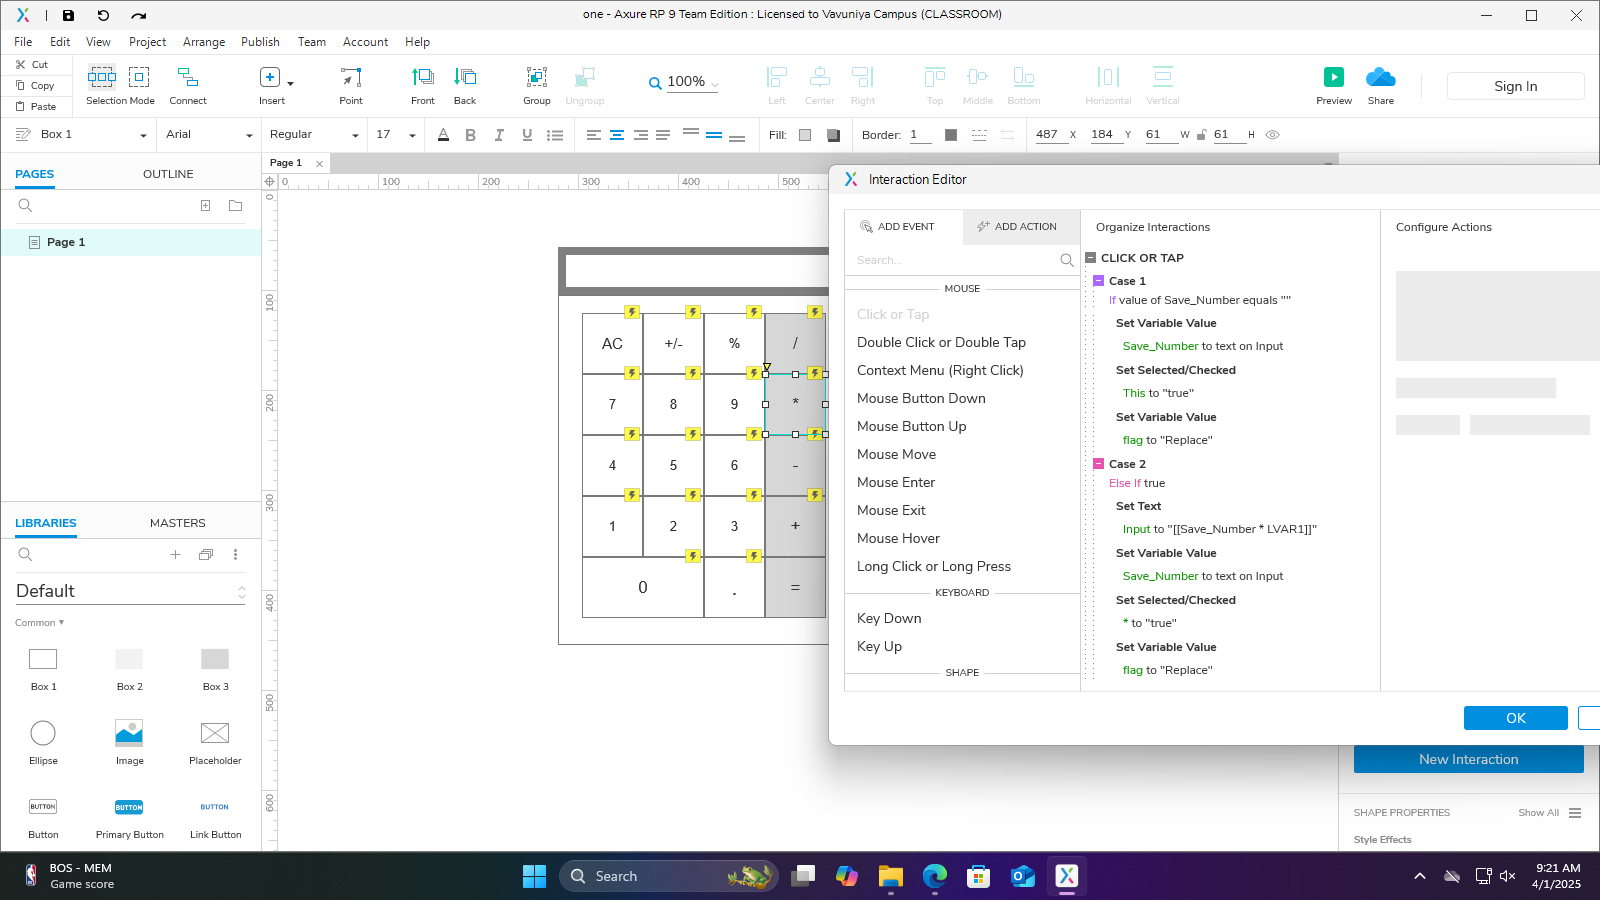 one - Axure RP 9 Team Edition : Licensed to Vavuniya Campus (CLASSROOM)
File Edit View Project Arrange Publish Team Account Help
Cut
Copy
Paste
Selection Mode
Connect
Insert
Point
Front
Back
Group
Ungroup
100%
Left
Center
Right
Top
Middle
Bottom
Horizontal
Vertical
Preview
Share
Sign In
Box 1
Arial
Regular
17
Fill:
Border: 1
487 X
184 Y
61 W
61 H
PAGES
OUTLINE
Page 1
Page 1
0 100 200 300 400 500
0
100
200
300
400
500
600
AC +/- % /
7 8 9 *
4 5 6 -
1 2 3 +
0 . =
LIBRARIES
MASTERS
Default
Common
Box 1
Box 2
Box 3
Ellipse
Image
Placeholder
BUTTON
BUTTON
BUTTON
Button
Primary Button
Link Button
Interaction Editor
ADD EVENT
ADD ACTION
Search...
MOUSE
Click or Tap
Double Click or Double Tap
Context Menu (Right Click)
Mouse Button Down
Mouse Button Up
Mouse Move
Mouse Enter
Mouse Exit
Mouse Hover
Long Click or Long Press
KEYBOARD
Key Down
Key Up
SHAPE
Organize Interactions
CLICK OR TAP
Case 1
If value of Save_Number equals ""
Set Variable Value
Save_Number to text on Input
Set Selected/Checked
This to "true"
Set Variable Value
flag to "Replace"
Case 2
Else If true
Set Text
Input to "[[Save_Number * LVAR1]]"
Set Variable Value
Save_Number to text on Input
Set Selected/Checked
* to "true"
Set Variable Value
flag to "Replace"
Configure Actions
OK
New Interaction
SHAPE PROPERTIES
Show All
Style Effects
BOS - MEM
Game score
Search
9:21 AM
4/1/2025